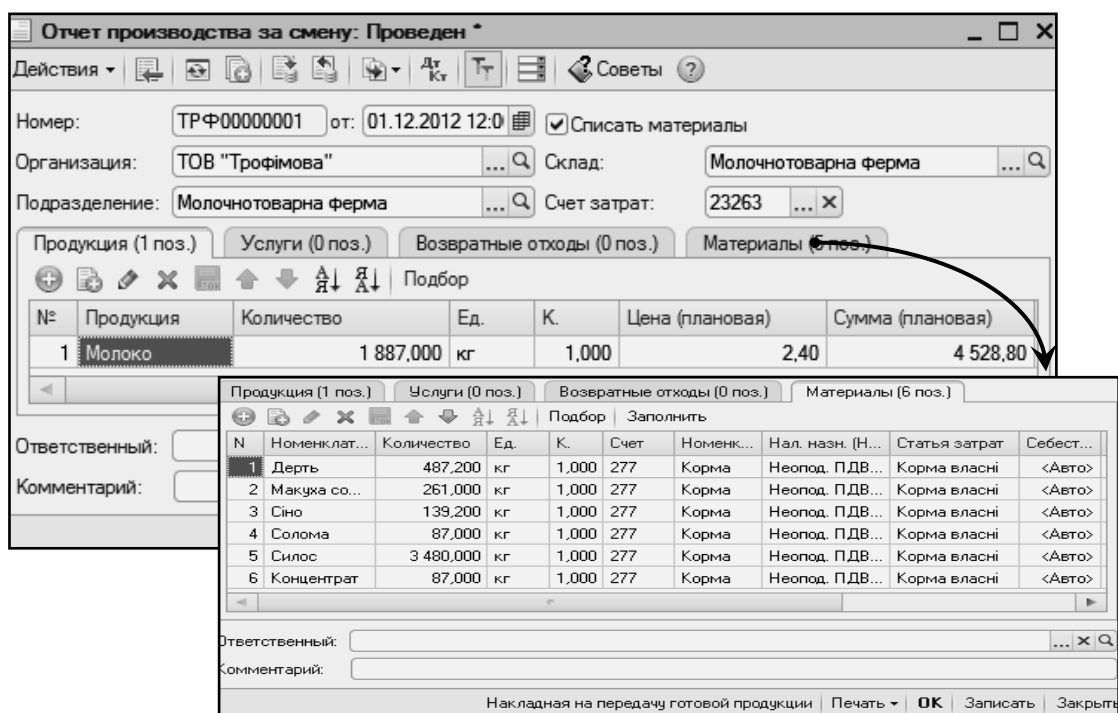 Отчет производства за смену: Проведен *
Действия Дт Кт Тт Советы
Номер: ТРФ00000001 от: 01.12.2012 12:0 Списать материалы
Организация: ТОВ "Трофімова" ... Склад: Молочнотоварна ферма ...
Подразделение: Молочнотоварна ферма ... Счет затрат: 23263 ...
Продукция (1 поз.) Услуги (0 поз.) Возвратные отходы (0 поз.) Материалы (5 поз.)
Подбор
№ Продукция Количество Ед. К. Цена (плановая) Сумма (плановая)
1 Молоко 1 887,000 кг 1,000 2,40 4 528,80
Ответственный:
Комментарий:
Продукция (1 поз.) Услуги (0 поз.) Возвратные отходы (0 поз.) Материалы (6 поз.)
Подбор Заполнить
N Номенклат... Количество Ед. К. Счет Номенк... Нал. назн. (Н... Статья затрат Себест...
1 Дерть 487,200 кг 1,000 277 Корма Неопод. ПДВ... Корма власні <Авто>
2 Макуха со... 261,000 кг 1,000 277 Корма Неопод. ПДВ... Корма власні <Авто>
3 Сіно 139,200 кг 1,000 277 Корма Неопод. ПДВ... Корма власні <Авто>
4 Солома 87,000 кг 1,000 277 Корма Неопод. ПДВ... Корма власні <Авто>
5 Силос 3 480,000 кг 1,000 277 Корма Неопод. ПДВ... Корма власні <Авто>
6 Концентрат 87,000 кг 1,000 277 Корма Неопод. ПДВ... Корма власні <Авто>
Ответственный: ...
Комментарий:
Накладная на передачу готовой продукции Печать OK Записать Закрыть